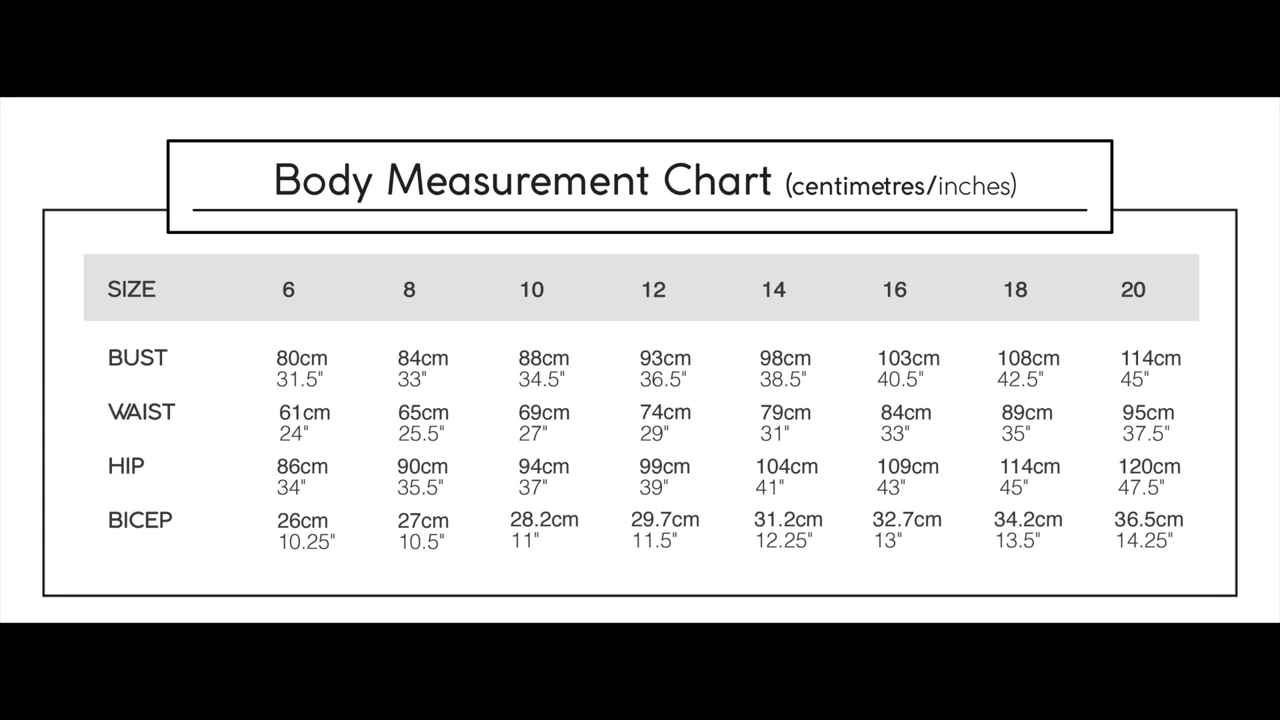 Body Measurement Chart (centimetres/inches)
SIZE 6 8 10 12 14 16 18 20
BUST 80cm 84cm 88cm 93cm 98cm 103cm 108cm 114cm
31.5" 33" 34.5" 36.5" 38.5" 40.5" 42.5" 45"
WAIST 61cm 65cm 69cm 74cm 79cm 84cm 89cm 95cm
24" 25.5" 27" 29" 31" 33" 35" 37.5"
HIP 86cm 90cm 94cm 99cm 104cm 109cm 114cm 120cm
34" 35.5" 37" 39" 41" 43" 45" 47.5"
BICEP 26cm 27cm 28.2cm 29.7cm 31.2cm 32.7cm 34.2cm 36.5cm
10.25" 10.5" 11" 11.5" 12.25" 13" 13.5" 14.25"